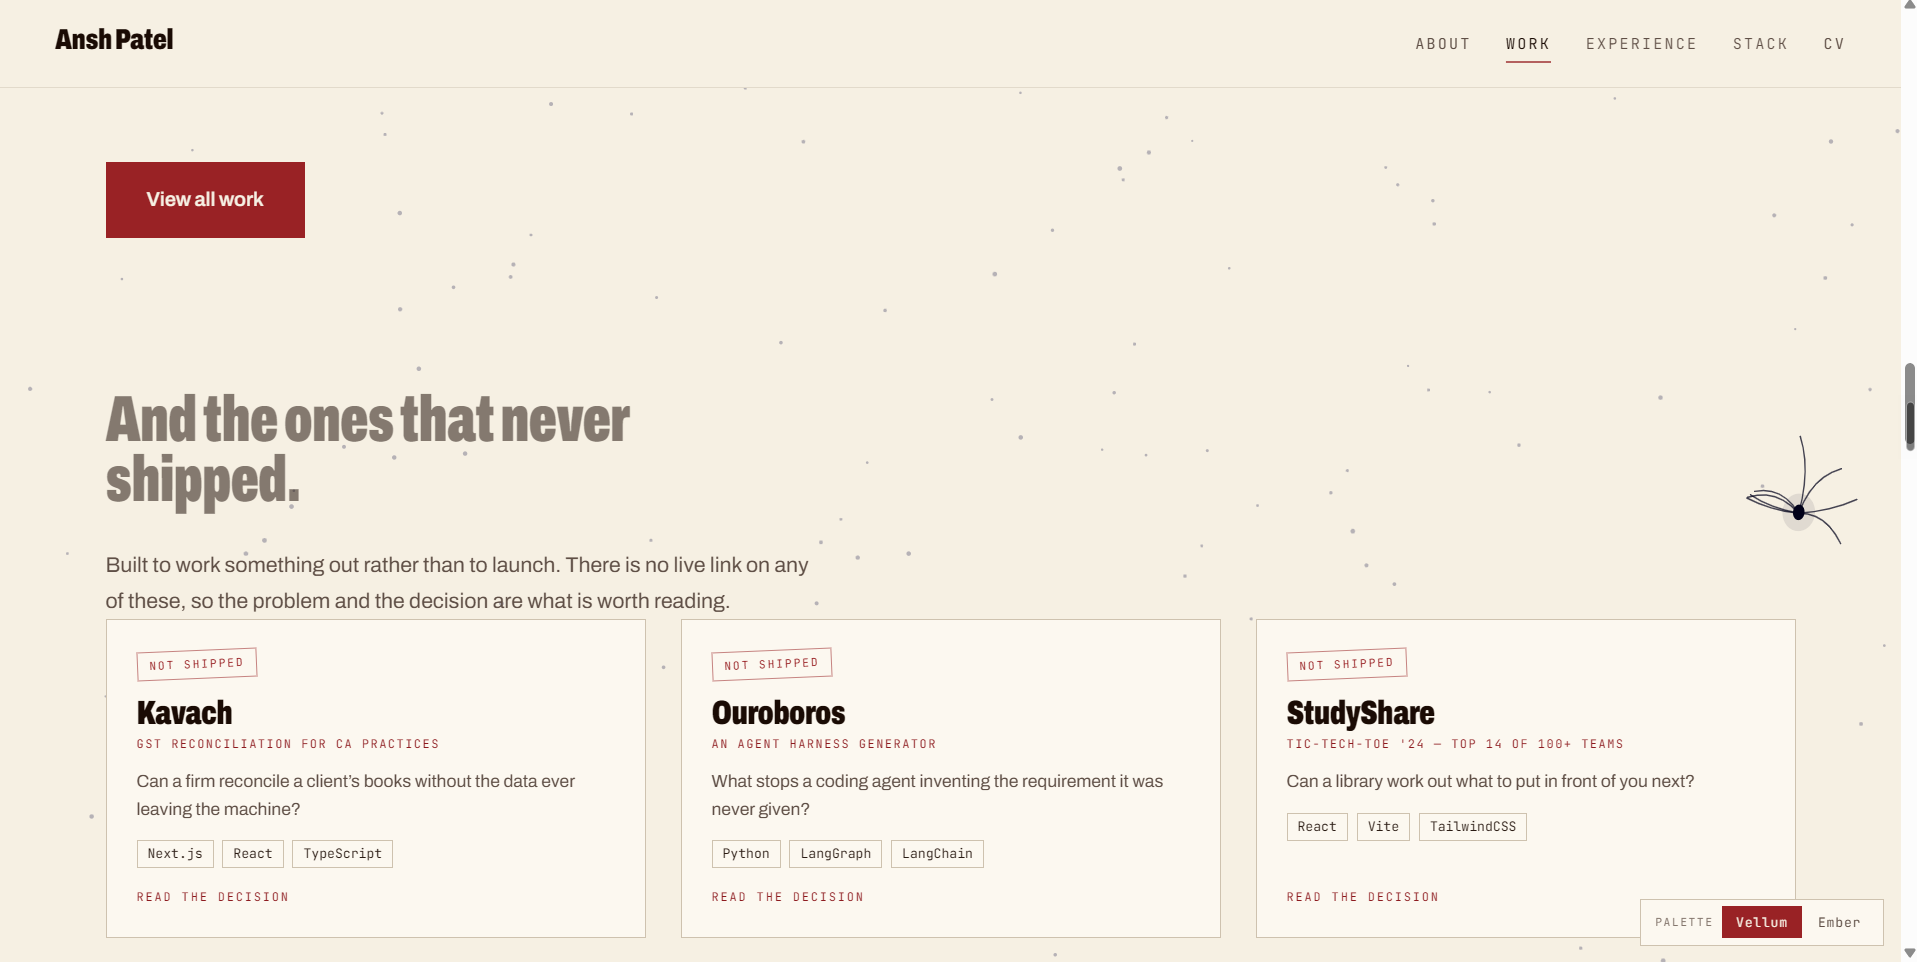 Ansh Patel
ABOUT WORK EXPERIENCE STACK CV
View all work
And the ones that never
shipped.
Built to work something out rather than to launch. There is no live link on any
of these, so the problem and the decision are what is worth reading.
NOT SHIPPED
Kavach
GST RECONCILIATION FOR CA PRACTICES
Can a firm reconcile a client’s books without the data ever
leaving the machine?
Next.js React TypeScript
READ THE DECISION
NOT SHIPPED
Ouroboros
AN AGENT HARNESS GENERATOR
What stops a coding agent inventing the requirement it was
never given?
Python LangGraph LangChain
READ THE DECISION
NOT SHIPPED
StudyShare
TIC-TECH-TOE '24 — TOP 14 OF 100+ TEAMS
Can a library work out what to put in front of you next?
React Vite TailwindCSS
READ THE DECISION
PALETTE Vellum Ember